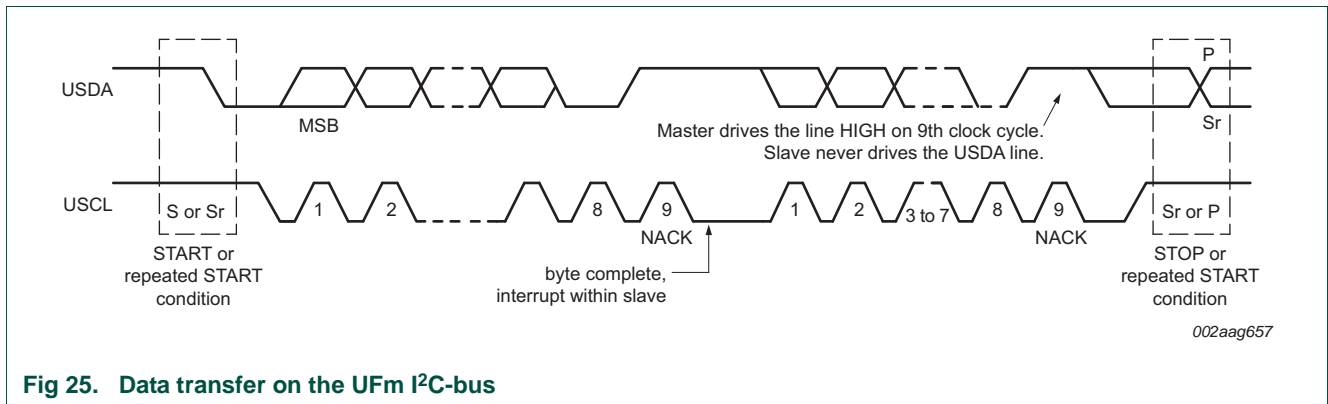 P
USDA
MSB
Master drives the line HIGH on 9th clock cycle.
Slave never drives the USDA line.
Sr
USCL
S or Sr
1
2
8
9
1
2
3 to 7
8
9
Sr or P
NACK
NACK
START or
repeated START
condition
byte complete,
interrupt within slave
STOP or
repeated START
condition
002aag657
Fig 25. Data transfer on the UFm I²C-bus